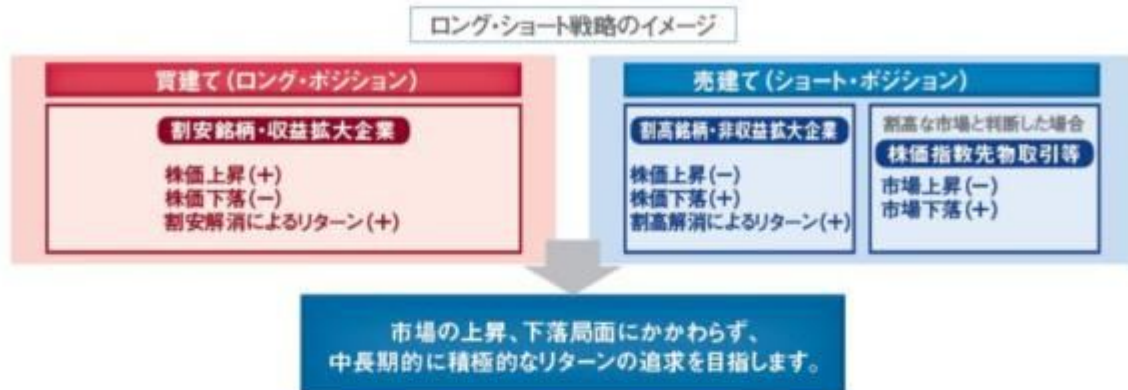 ロング・ショート戦略のイメージ
買建て(ロング・ポジション)
割安銘柄・収益拡大企業
株価上昇(+)
株価下落(−)
割安解消によるリターン(+)
売建て(ショート・ポジション)
割高銘柄・非収益拡大企業
株価上昇(−)
株価下落(+)
割高解消によるリターン(+)
割高な市場と判断した場合
株価指数先物取引等
市場上昇(−)
市場下落(+)
市場の上昇、下落局面にかかわらず、
中長期的に積極的なリターンの追求を目指します。